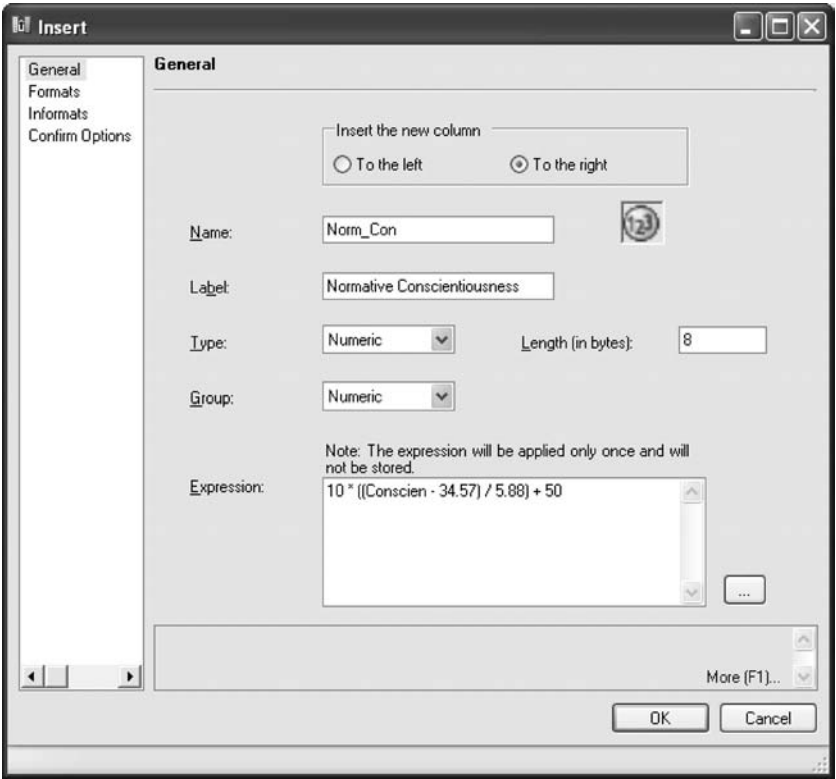 Insert
General
Formats
Informats
Confirm Options
General
Insert the new column
To the left
To the right
Name:
Norm_Con
123
Label:
Normative Conscientiousness
Type:
Numeric
Length (in bytes):
8
Group:
Numeric
Note: The expression will be applied only once and will
not be stored.
Expression:
10 * ((Conscien - 34.57) / 5.88) + 50
...
More (F1)...
OK
Cancel